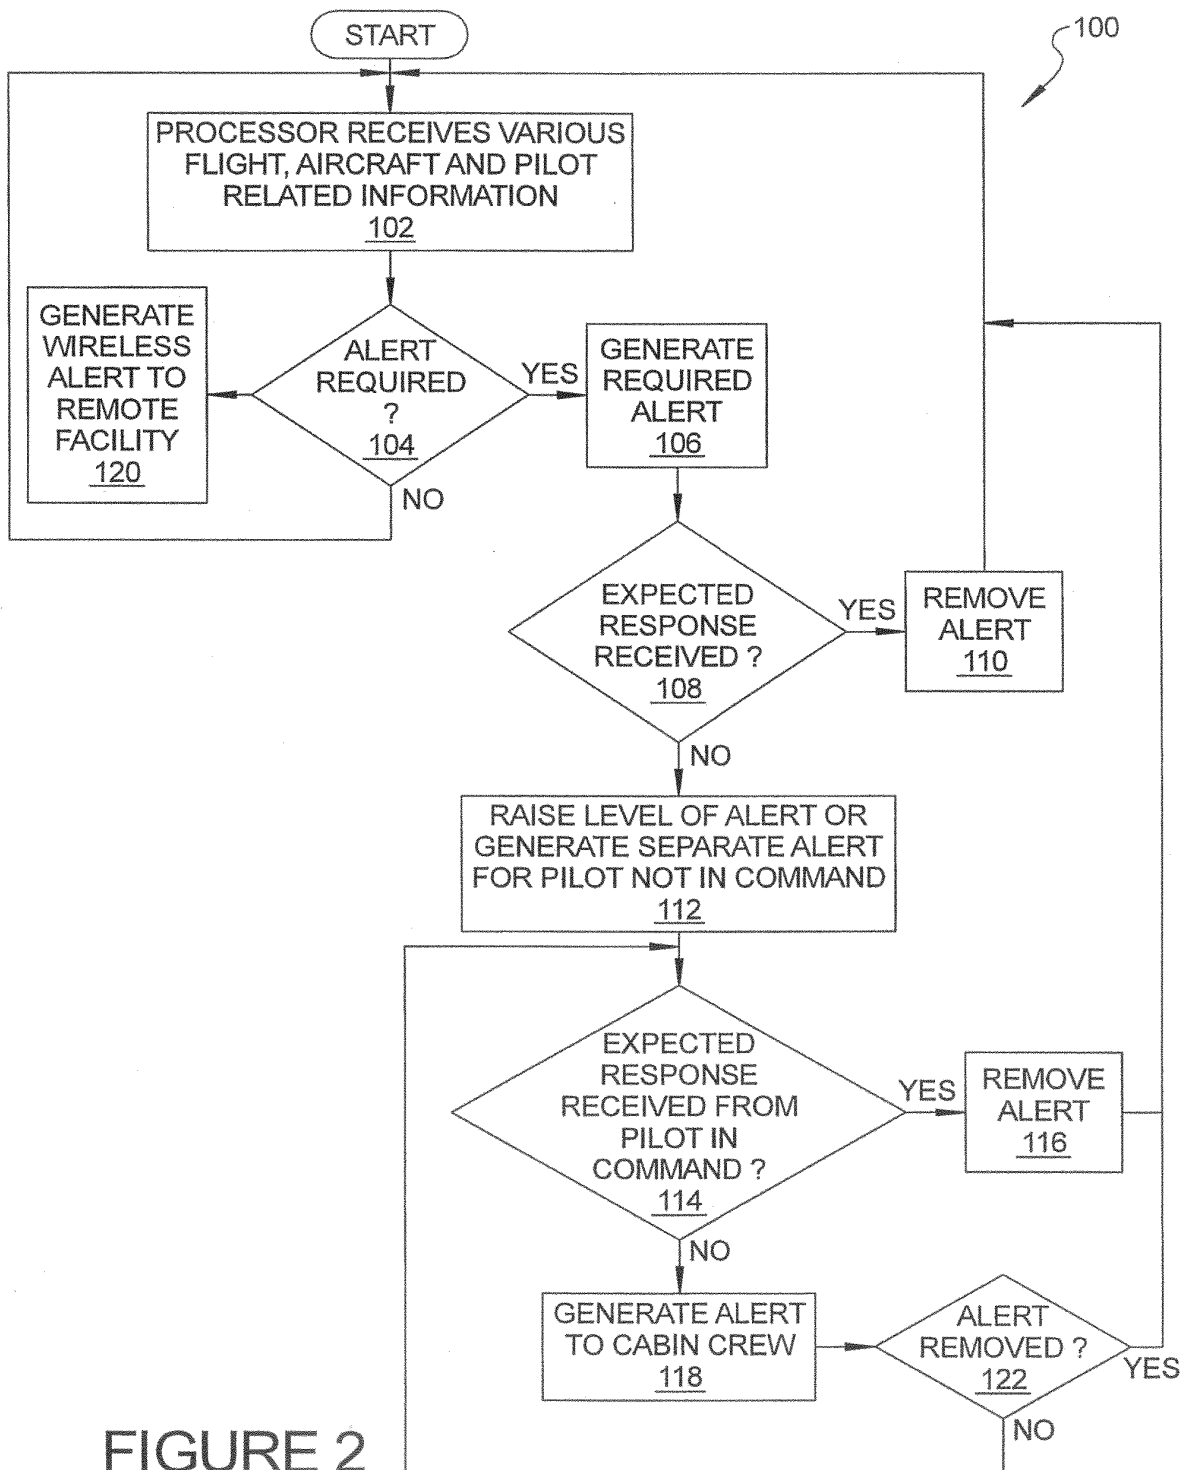 START
100
PROCESSOR RECEIVES VARIOUS
FLIGHT, AIRCRAFT AND PILOT
RELATED INFORMATION
102
GENERATE
WIRELESS
ALERT TO
REMOTE
FACILITY
120
ALERT
REQUIRED
?
104
YES
NO
GENERATE
REQUIRED
ALERT
106
EXPECTED
RESPONSE
RECEIVED ?
108
YES
REMOVE
ALERT
110
NO
RAISE LEVEL OF ALERT OR
GENERATE SEPARATE ALERT
FOR PILOT NOT IN COMMAND
112
EXPECTED
RESPONSE
RECEIVED FROM
PILOT IN
COMMAND ?
114
YES
REMOVE
ALERT
116
NO
GENERATE ALERT
TO CABIN CREW
118
ALERT
REMOVED ?
122
YES
NO
FIGURE 2